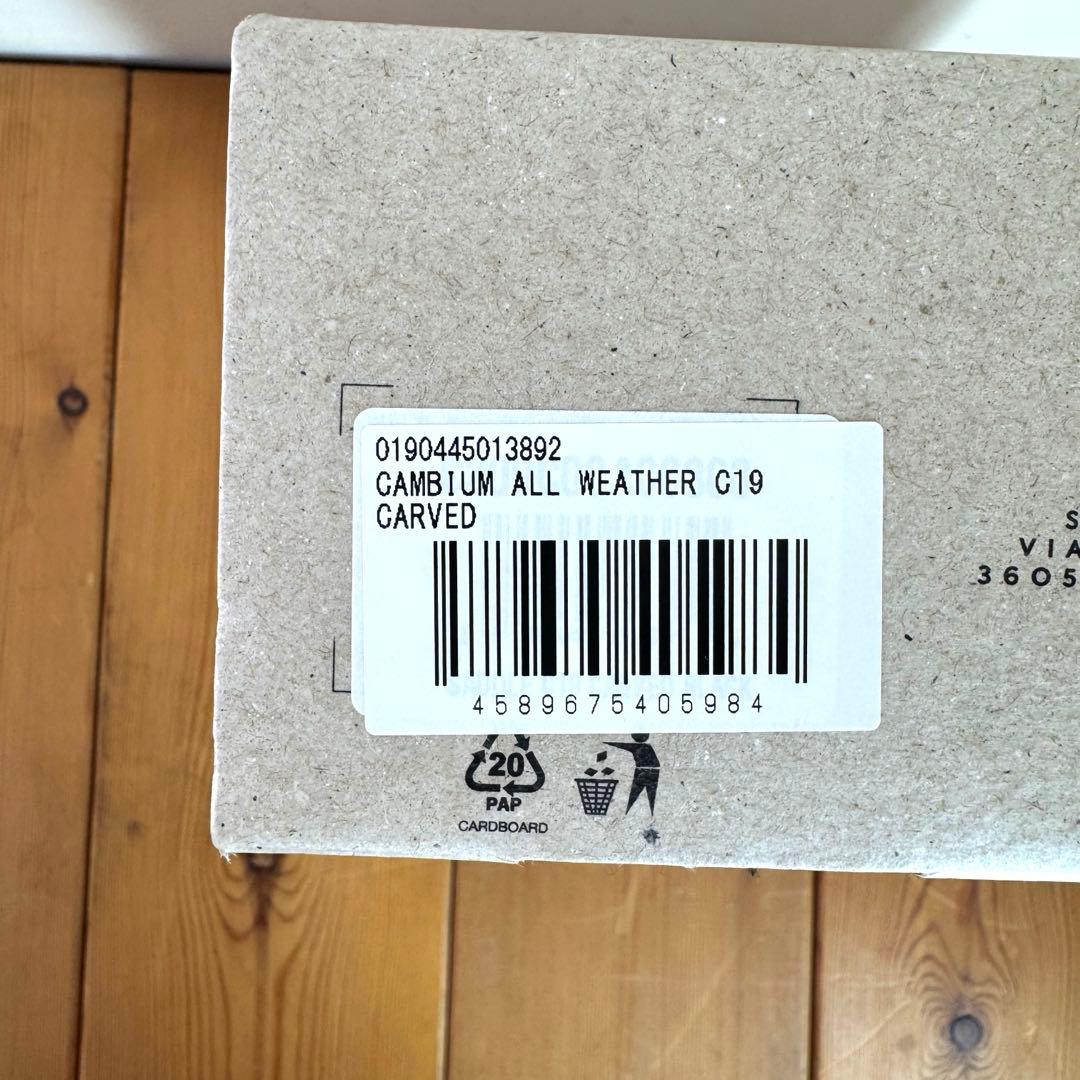 0190445013892
CAMBIUM ALL WEATHER C19
CARVED
4589675405984
S
VIA
3605
20
PAP
CARDBOARD